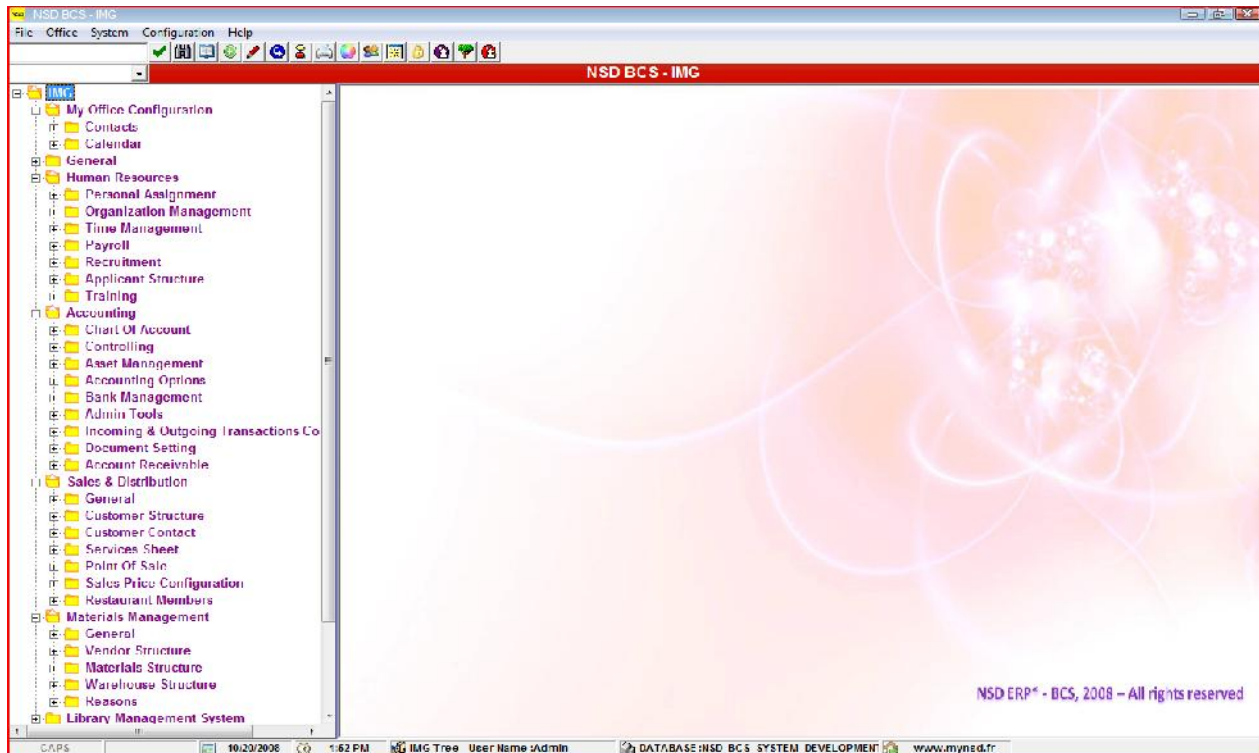 NSD BCS - IMG
File Office System Configuration Help
NSD BCS - IMG
IMG
My Office Configuration
Contacts
Calendar
General
Human Resources
Personal Assignment
Organization Management
Time Management
Payroll
Recruitment
Applicant Structure
Training
Accounting
Chart Of Account
Controlling
Asset Management
Accounting Options
Bank Management
Admin Tools
Incoming & Outgoing Transactions Co
Document Setting
Account Receivable
Sales & Distribution
General
Customer Structure
Customer Contact
Services Sheet
Point Of Sale
Sales Price Configuration
Restaurant Members
Materials Management
General
Vendor Structure
Materials Structure
Warehouse Structure
Reasons
Library Management System
NSD ERP* - BCS, 2008 – All rights reserved
CAPS 10/20/2008 PM IMG Tree User Name :Admin DATABASE :NSD BCS SYSTEM DEVELOPMENT www.mynsd.fr